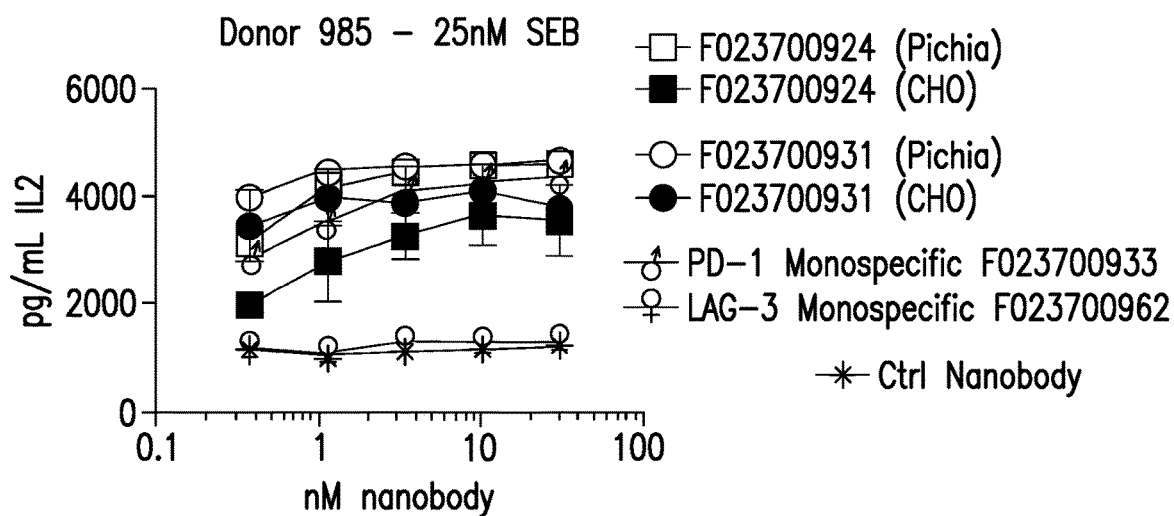 Donor 985 – 25nM SEB
pg/mL IL2
6000
4000
2000
0
0.1
1
10
100
nM nanobody
F023700924 (Pichia)
F023700924 (CHO)
F023700931 (Pichia)
F023700931 (CHO)
PD-1 Monospecific F023700933
LAG-3 Monospecific F023700962
Ctrl Nanobody